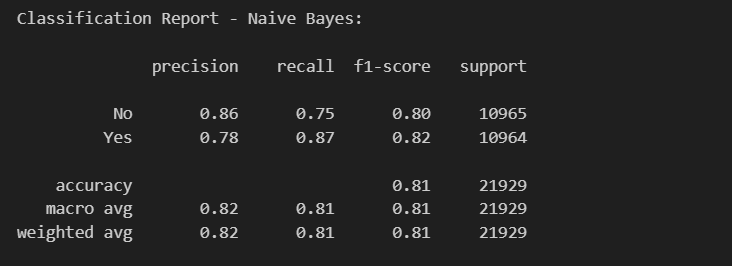 Classification Report - Naive Bayes:
precision recall f1-score support
No 0.86 0.75 0.80 10965
Yes 0.78 0.87 0.82 10964
accuracy 0.81 21929
macro avg 0.82 0.81 0.81 21929
weighted avg 0.82 0.81 0.81 21929